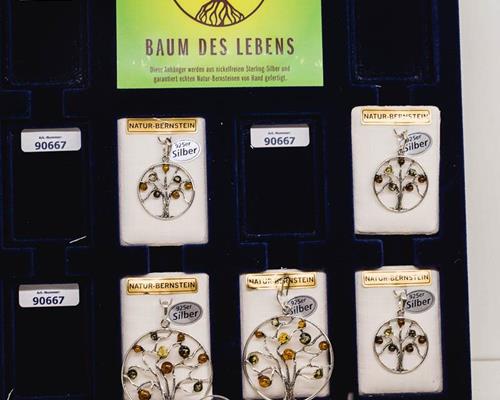 BAUM DES LEBENS
Diese Anhänger werden aus nickelfreiem Sterling-Silber und
garantiert echten Natur-Bernsteinen von Hand gefertigt.
NATUR-BERNSTEIN
925er
Silber
NATUR-BERNSTEIN
925er
Silber
Art.-Nummer:
90667
Art.-Nummer:
90667
Art.-Nummer:
90667
NATUR-BERNSTEIN
925er
Silber
NATUR-BERNSTEIN
925er
Silber
NATUR-BERNSTEIN
925er
Silber